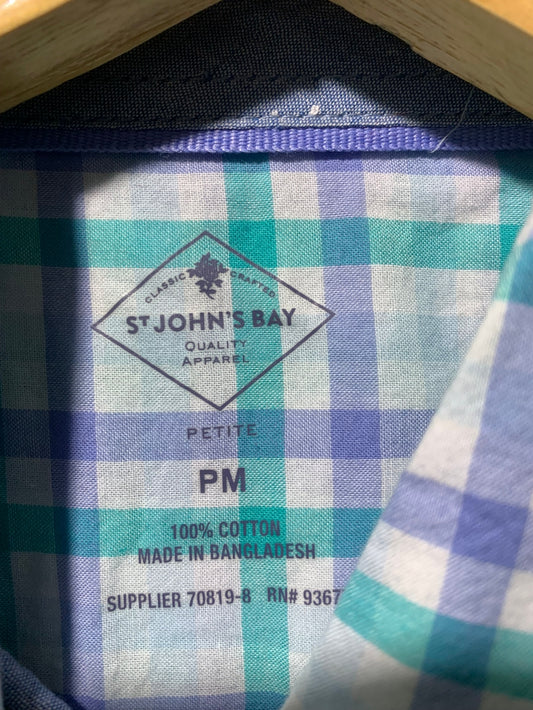 CLASSIC CRAFTED
ST JOHN'S BAY
QUALITY
APPAREL
PETITE
PM
100% COTTON
MADE IN BANGLADESH
SUPPLIER 70819-8 RN# 9367